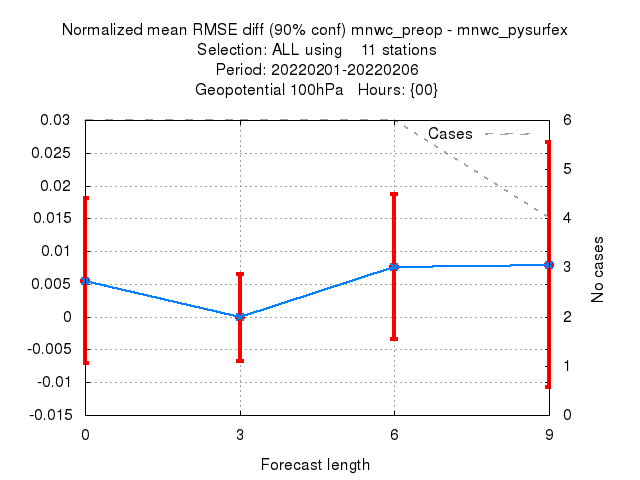 Normalized mean RMSE diff (90% conf) mnwc_preop - mnwc_pysurfex
Selection: ALL using    11 stations
Period: 20220201-20220206
Geopotential 100hPa   Hours: {00}
Cases
0.03
0.025
0.02
0.015
0.01
0.005
0
-0.005
-0.01
-0.015
6
5
4
3
2
1
0
No cases
0 3 6 9
Forecast length